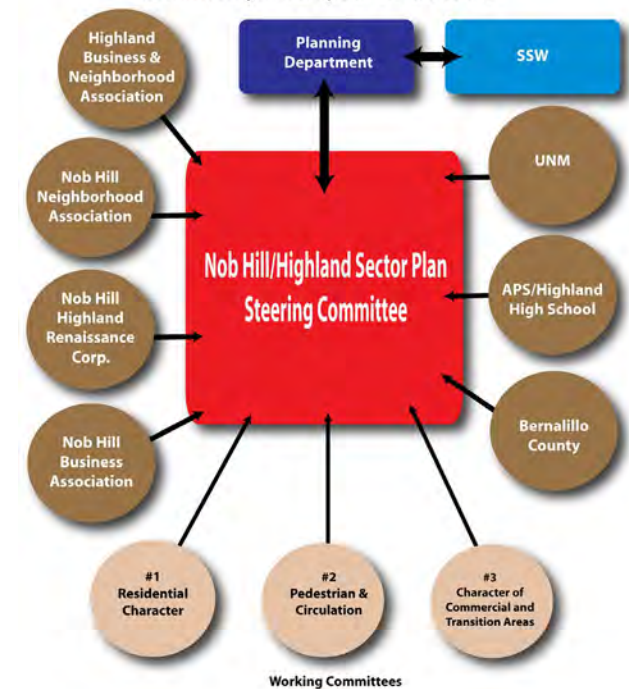 Highland
Business &
Neighborhood
Association
Planning
Department
SSW
Nob Hill
Neighborhood
Association
UNM
Nob Hill/Highland Sector Plan
Steering Committee
Nob Hill
Highland
Renaissance
Corp.
APS/Highland
High School
Nob Hill
Business
Association
Bernalillo
County
#1
Residential
Character
#2
Pedestrian &
Circulation
#3
Character of
Commercial and
Transition Areas
Working Committees